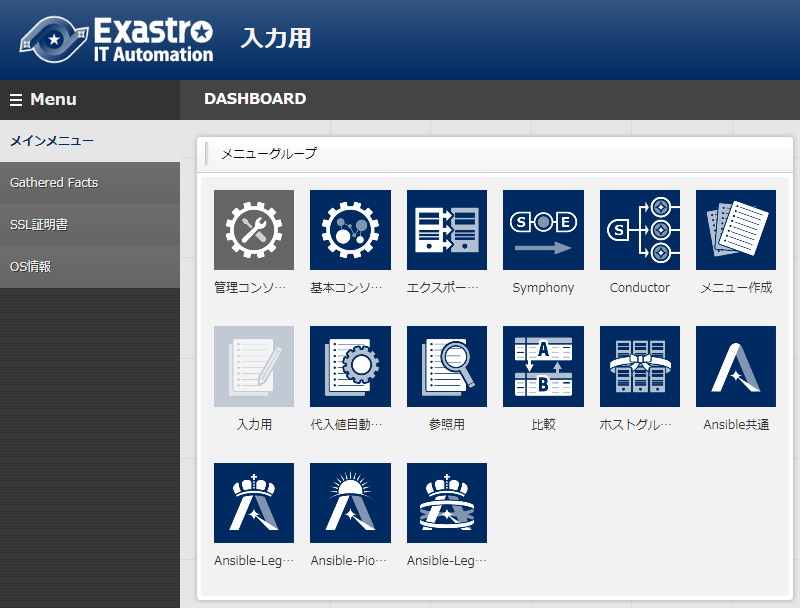 Exastro
IT Automation
入力用
Menu
DASHBOARD
メインメニュー
Gathered Facts
SSL証明書
OS情報
メニューグループ
S
E
S
管理コンソ…
基本コンソ…
エクスポー…
Symphony
Conductor
メニュー作成
A
B
入力用
代入値自動…
参照用
比較
ホストグル…
Ansible共通
Ansible-Leg…
Ansible-Pio…
Ansible-Leg…